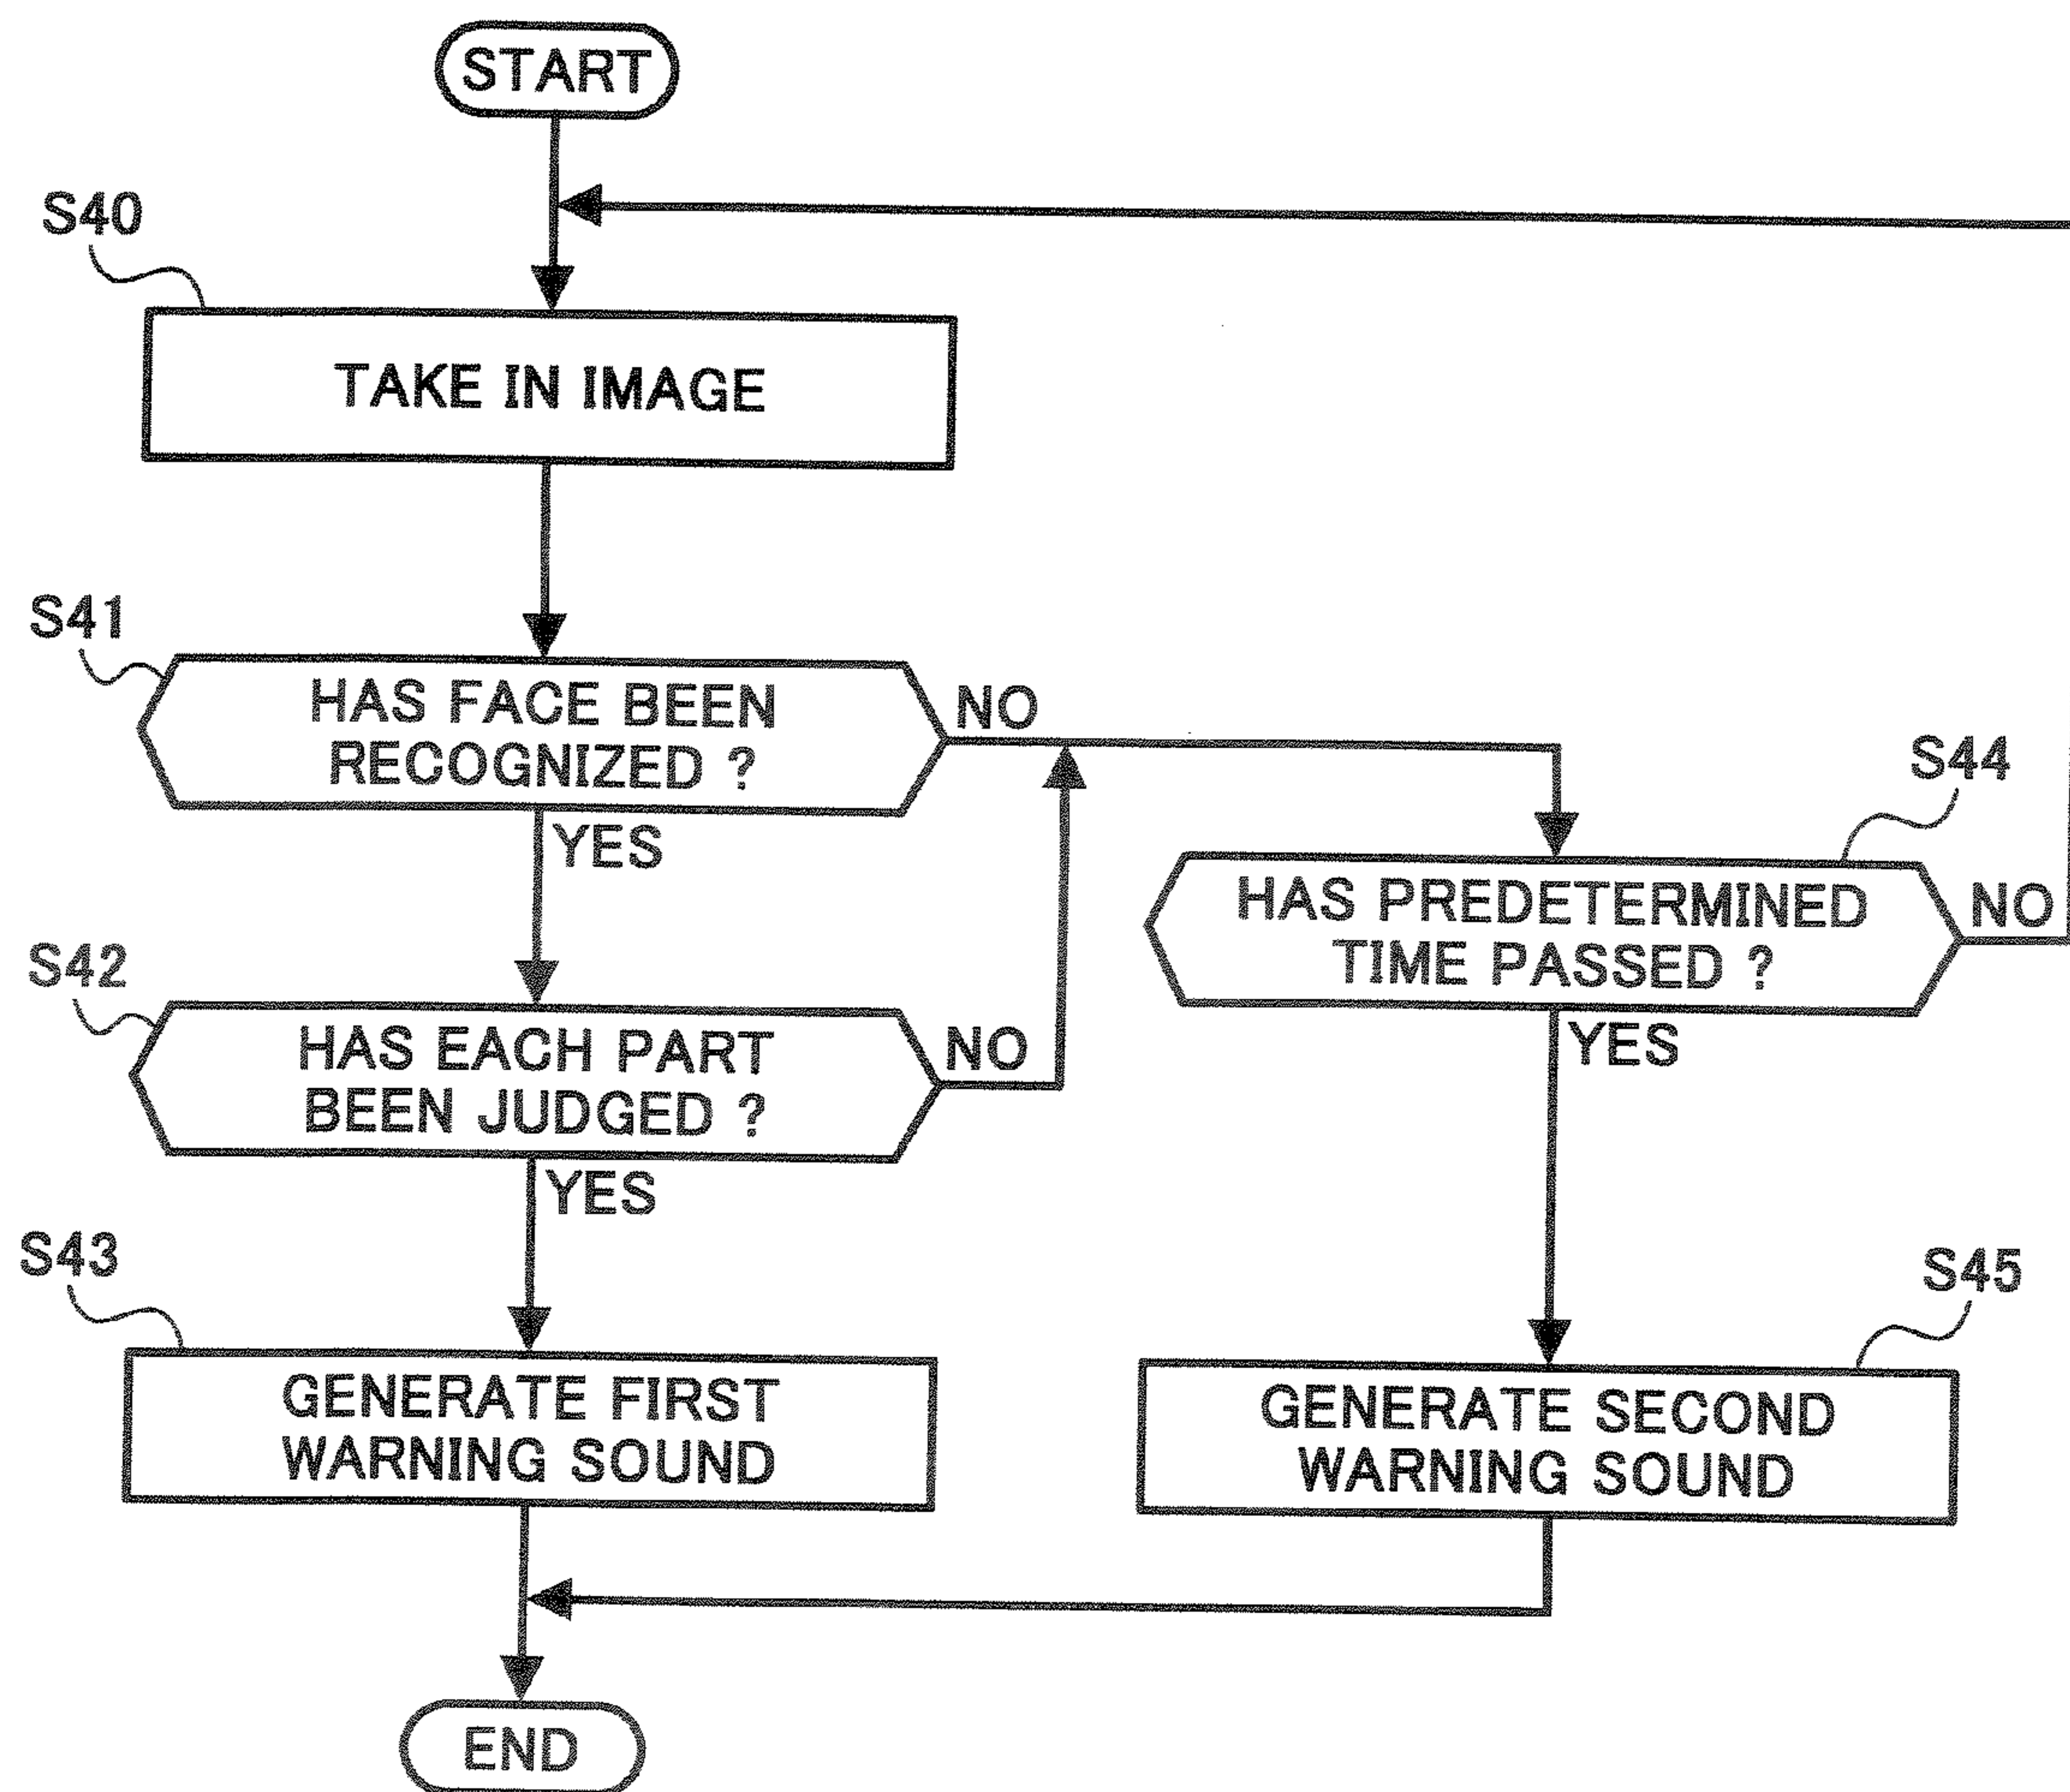 START
S40
TAKE IN IMAGE
S41
HAS FACE BEEN
RECOGNIZED ?
NO
YES
S44
HAS PREDETERMINED
TIME PASSED ?
NO
YES
S42
HAS EACH PART
BEEN JUDGED ?
NO
YES
S43
GENERATE FIRST
WARNING SOUND
S45
GENERATE SECOND
WARNING SOUND
END